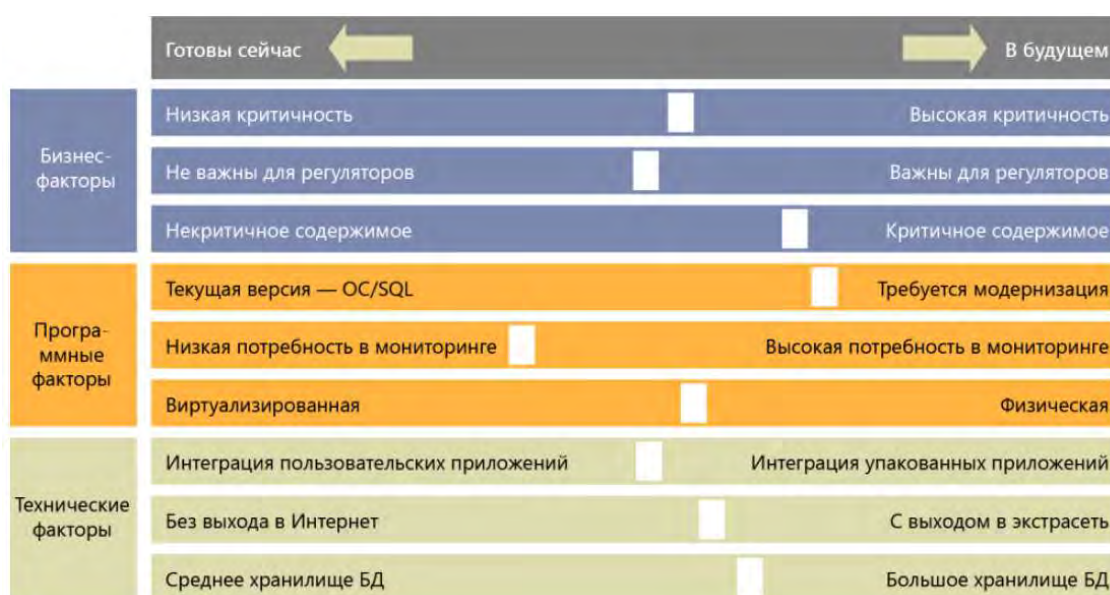 Готовы сейчас В будущем
Бизнес-
факторы
Низкая критичность Высокая критичность
Не важны для регуляторов Важны для регуляторов
Некритичное содержимое Критичное содержимое
Програ-
ммные
факторы
Текущая версия — ОС/SQL Требуется модернизация
Низкая потребность в мониторинге Высокая потребность в мониторинге
Виртуализированная Физическая
Технические
факторы
Интеграция пользовательских приложений Интеграция упакованных приложений
Без выхода в Интернет С выходом в экстрасеть
Среднее хранилище БД Большое хранилище БД